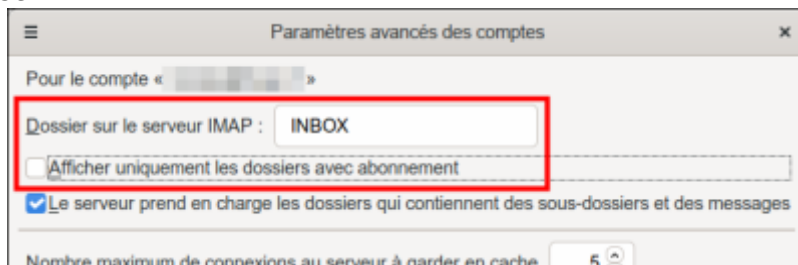 Paramètres avancés des comptes
Pour le compte « »
Dossier sur le serveur IMAP : INBOX
Afficher uniquement les dossiers avec abonnement
Le serveur prend en charge les dossiers qui contiennent des sous-dossiers et des messages
Nombre maximum de connexions au serveur à garder en cache 5